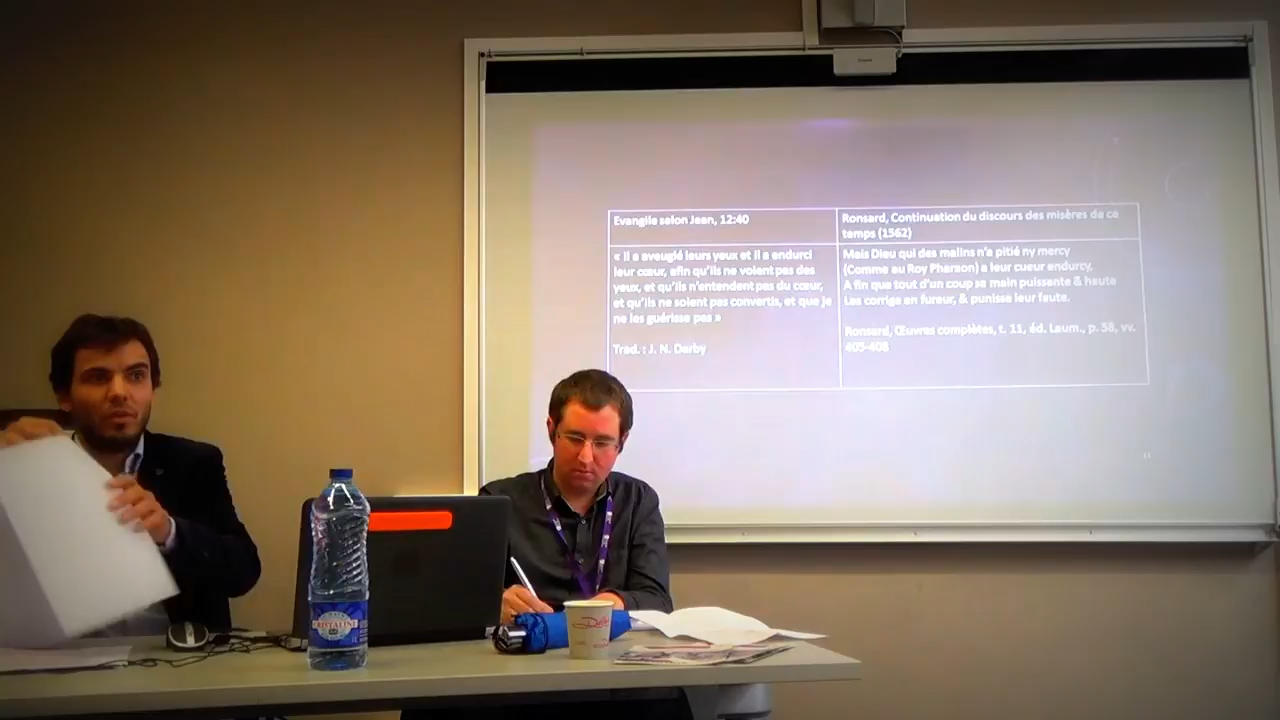 Evangile selon Jean, 12:40
« Il a aveuglé leurs yeux et il a endurci
leur cœur, afin qu'ils ne voient pas des
yeux, et qu'ils n'entendent pas du cœur,
et qu'ils ne soient pas convertis, et que je
ne les guérisse pas »
Trad. : J. N. Darby
Ronsard, Continuation du discours des misères de ce
temps (1562)
Mais Dieu qui des malins n'a pitié ny mercy
(Comme au Roy Pharaon) a leur cueur endurcy,
A fin que tout d'un coup sa main puissante & haute
Les corrige en fureur, & punisse leur faute.
Ronsard, Œuvres complètes, t. 11, éd. Laum., p. 58, vv.
405-408
CRISTALINE